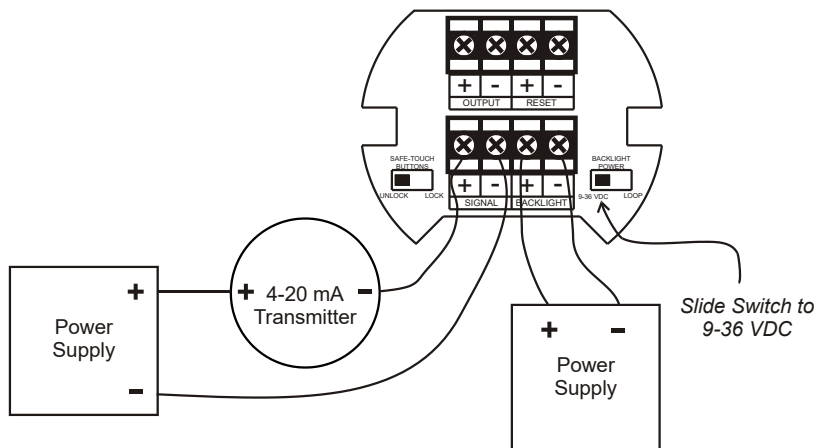 + - + -
OUTPUT RESET
SAFE-TOUCH
BUTTONS
UNLOCK LOCK
+ - + -
SIGNAL BACKLIGHT
BACKLIGHT
POWER
9-36 VDC LOOP
+
Power
Supply
-
+ 4-20 mA -
Transmitter
+ -
Power
Supply
Slide Switch to
9-36 VDC